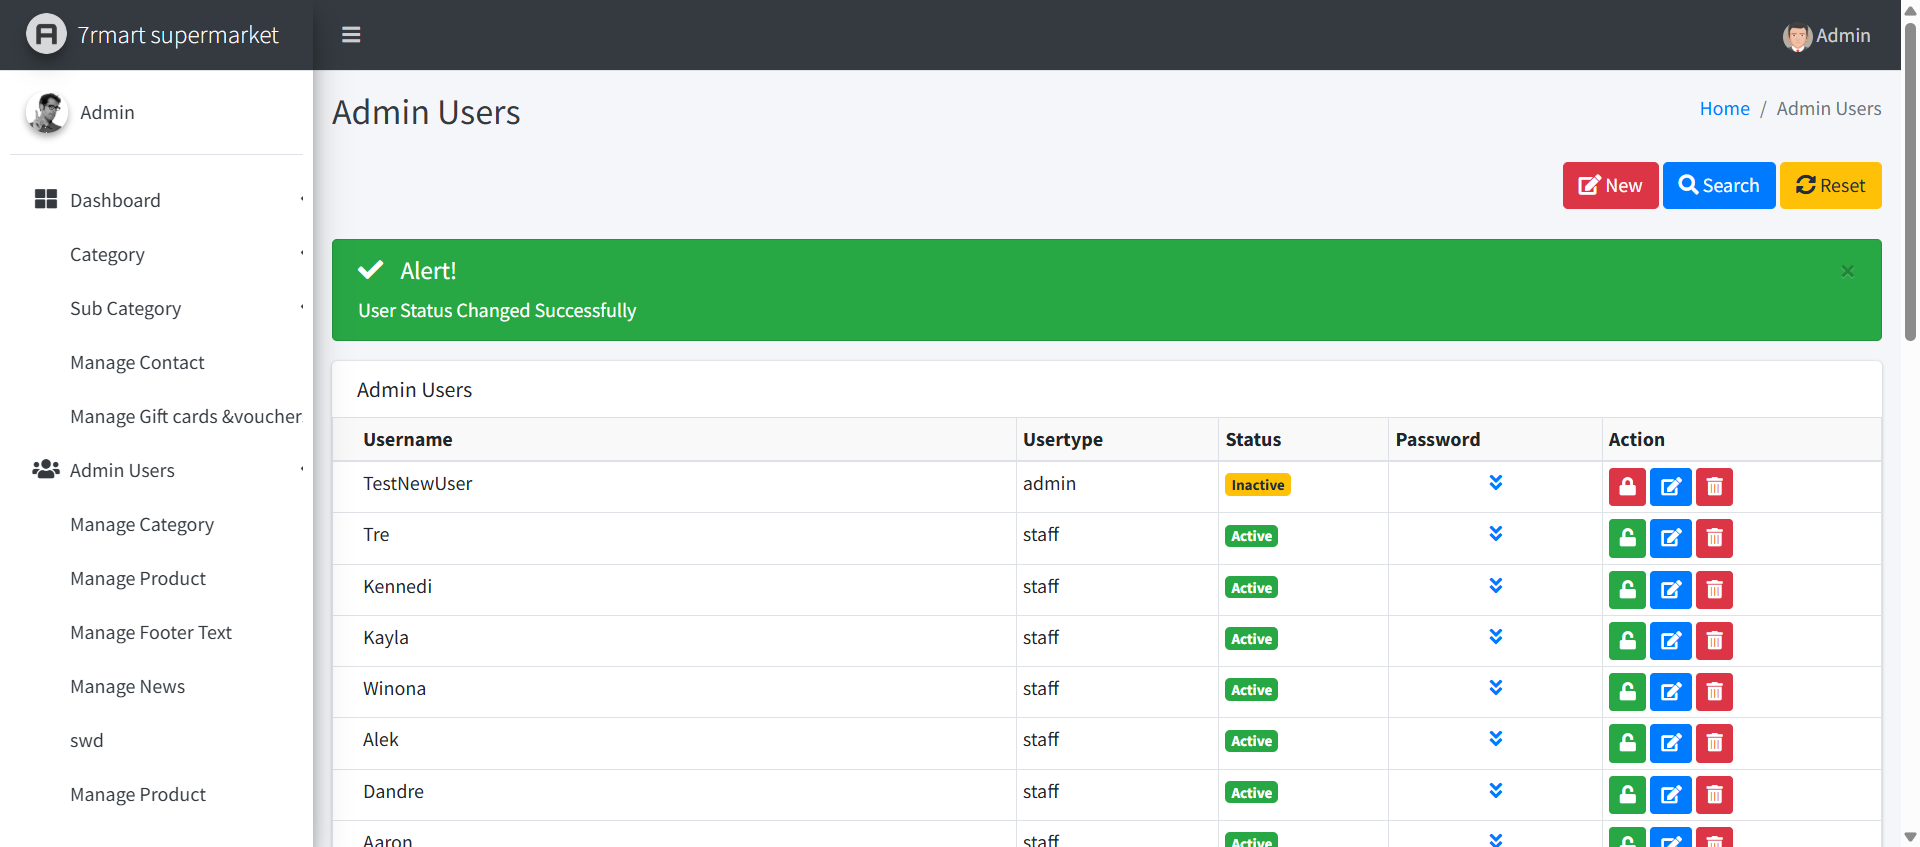 7rmart supermarket
Admin
Admin
Dashboard
Category
Sub Category
Manage Contact
Manage Gift cards &voucher
Admin Users
Manage Category
Manage Product
Manage Footer Text
Manage News
swd
Manage Product
Admin Users
Home / Admin Users
New
Search
Reset
Alert!
×
User Status Changed Successfully
Admin Users
Username Usertype Status Password Action
TestNewUser admin Inactive
Tre staff Active
Kennedi staff Active
Kayla staff Active
Winona staff Active
Alek staff Active
Dandre staff Active
Aaron staff Active